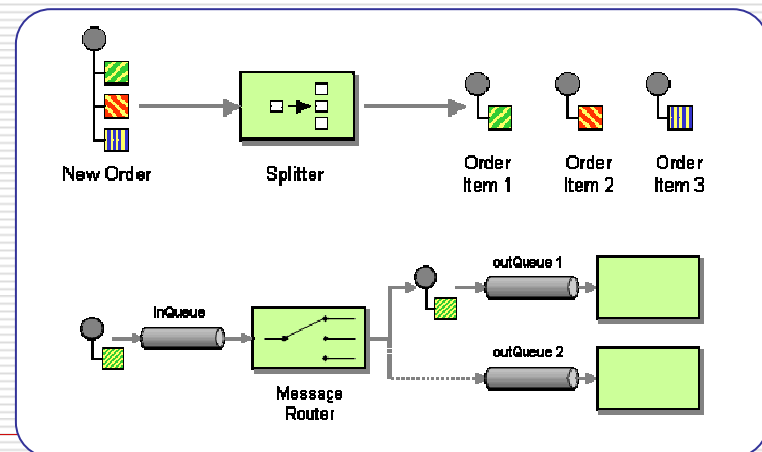 New Order
Splitter
Order
Item 1
Order
Item 2
Order
Item 3
inQueue
Message
Router
outQueue 1
outQueue 2